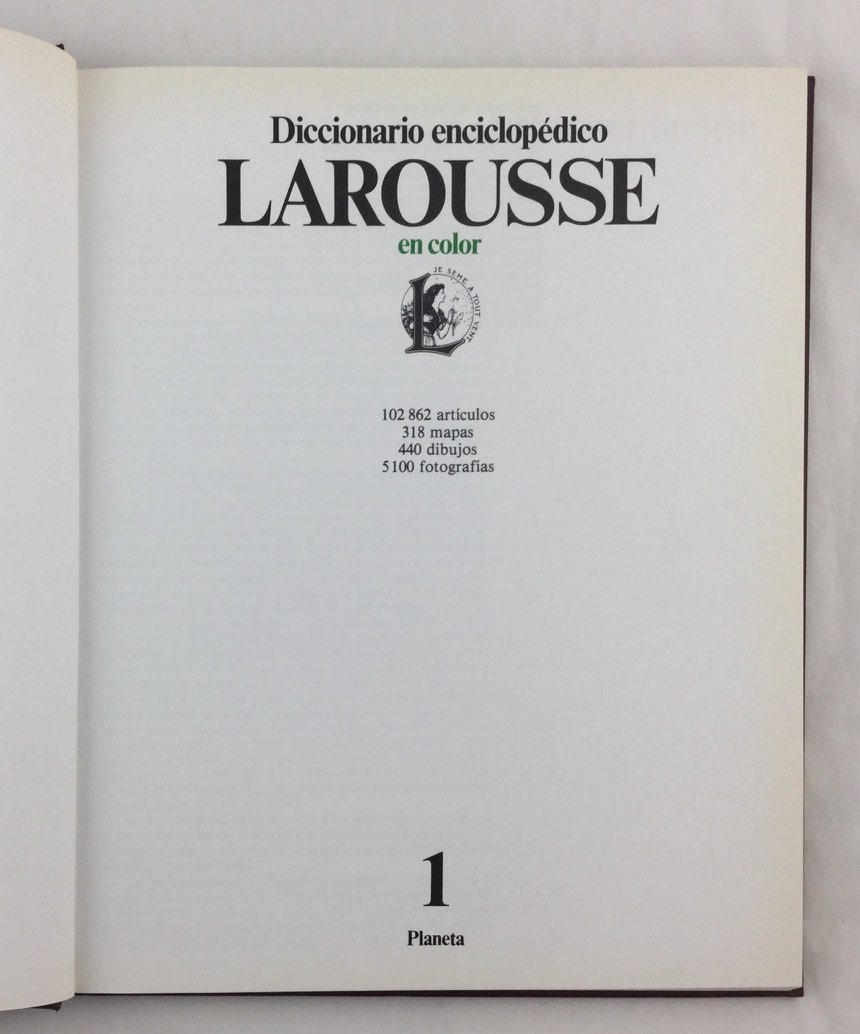 Diccionario enciclopédico
LAROUSSE
en color
JE SÈME A TOUT VENT
L
102 862 artículos
318 mapas
440 dibujos
5 100 fotografías
1
Planeta